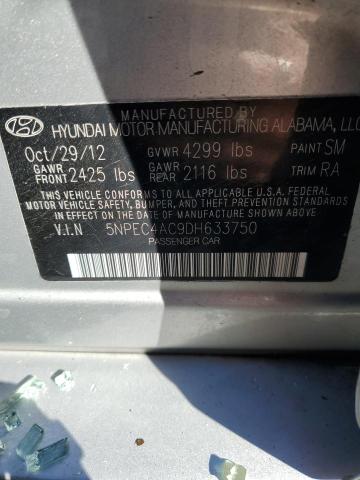 MANUFACTURED BY
HYUNDAI MOTOR MANUFACTURING ALABAMA, LLC
Oct/29/12 GVWR 4299 lbs PAINT SM
GAWR FRONT 2425 lbs GAWR REAR 2116 lbs TRIM RA
THIS VEHICLE CONFORMS TO ALL APPLICABLE U.S.A. FEDERAL
MOTOR VEHICLE SAFETY, BUMPER, AND THEFT PREVENTION
STANDARDS IN EFFECT ON THE DATE OF MANUFACTURE SHOWN ABOVE.
V.I.N 5NPEC4AC9DH633750
PASSENGER CAR